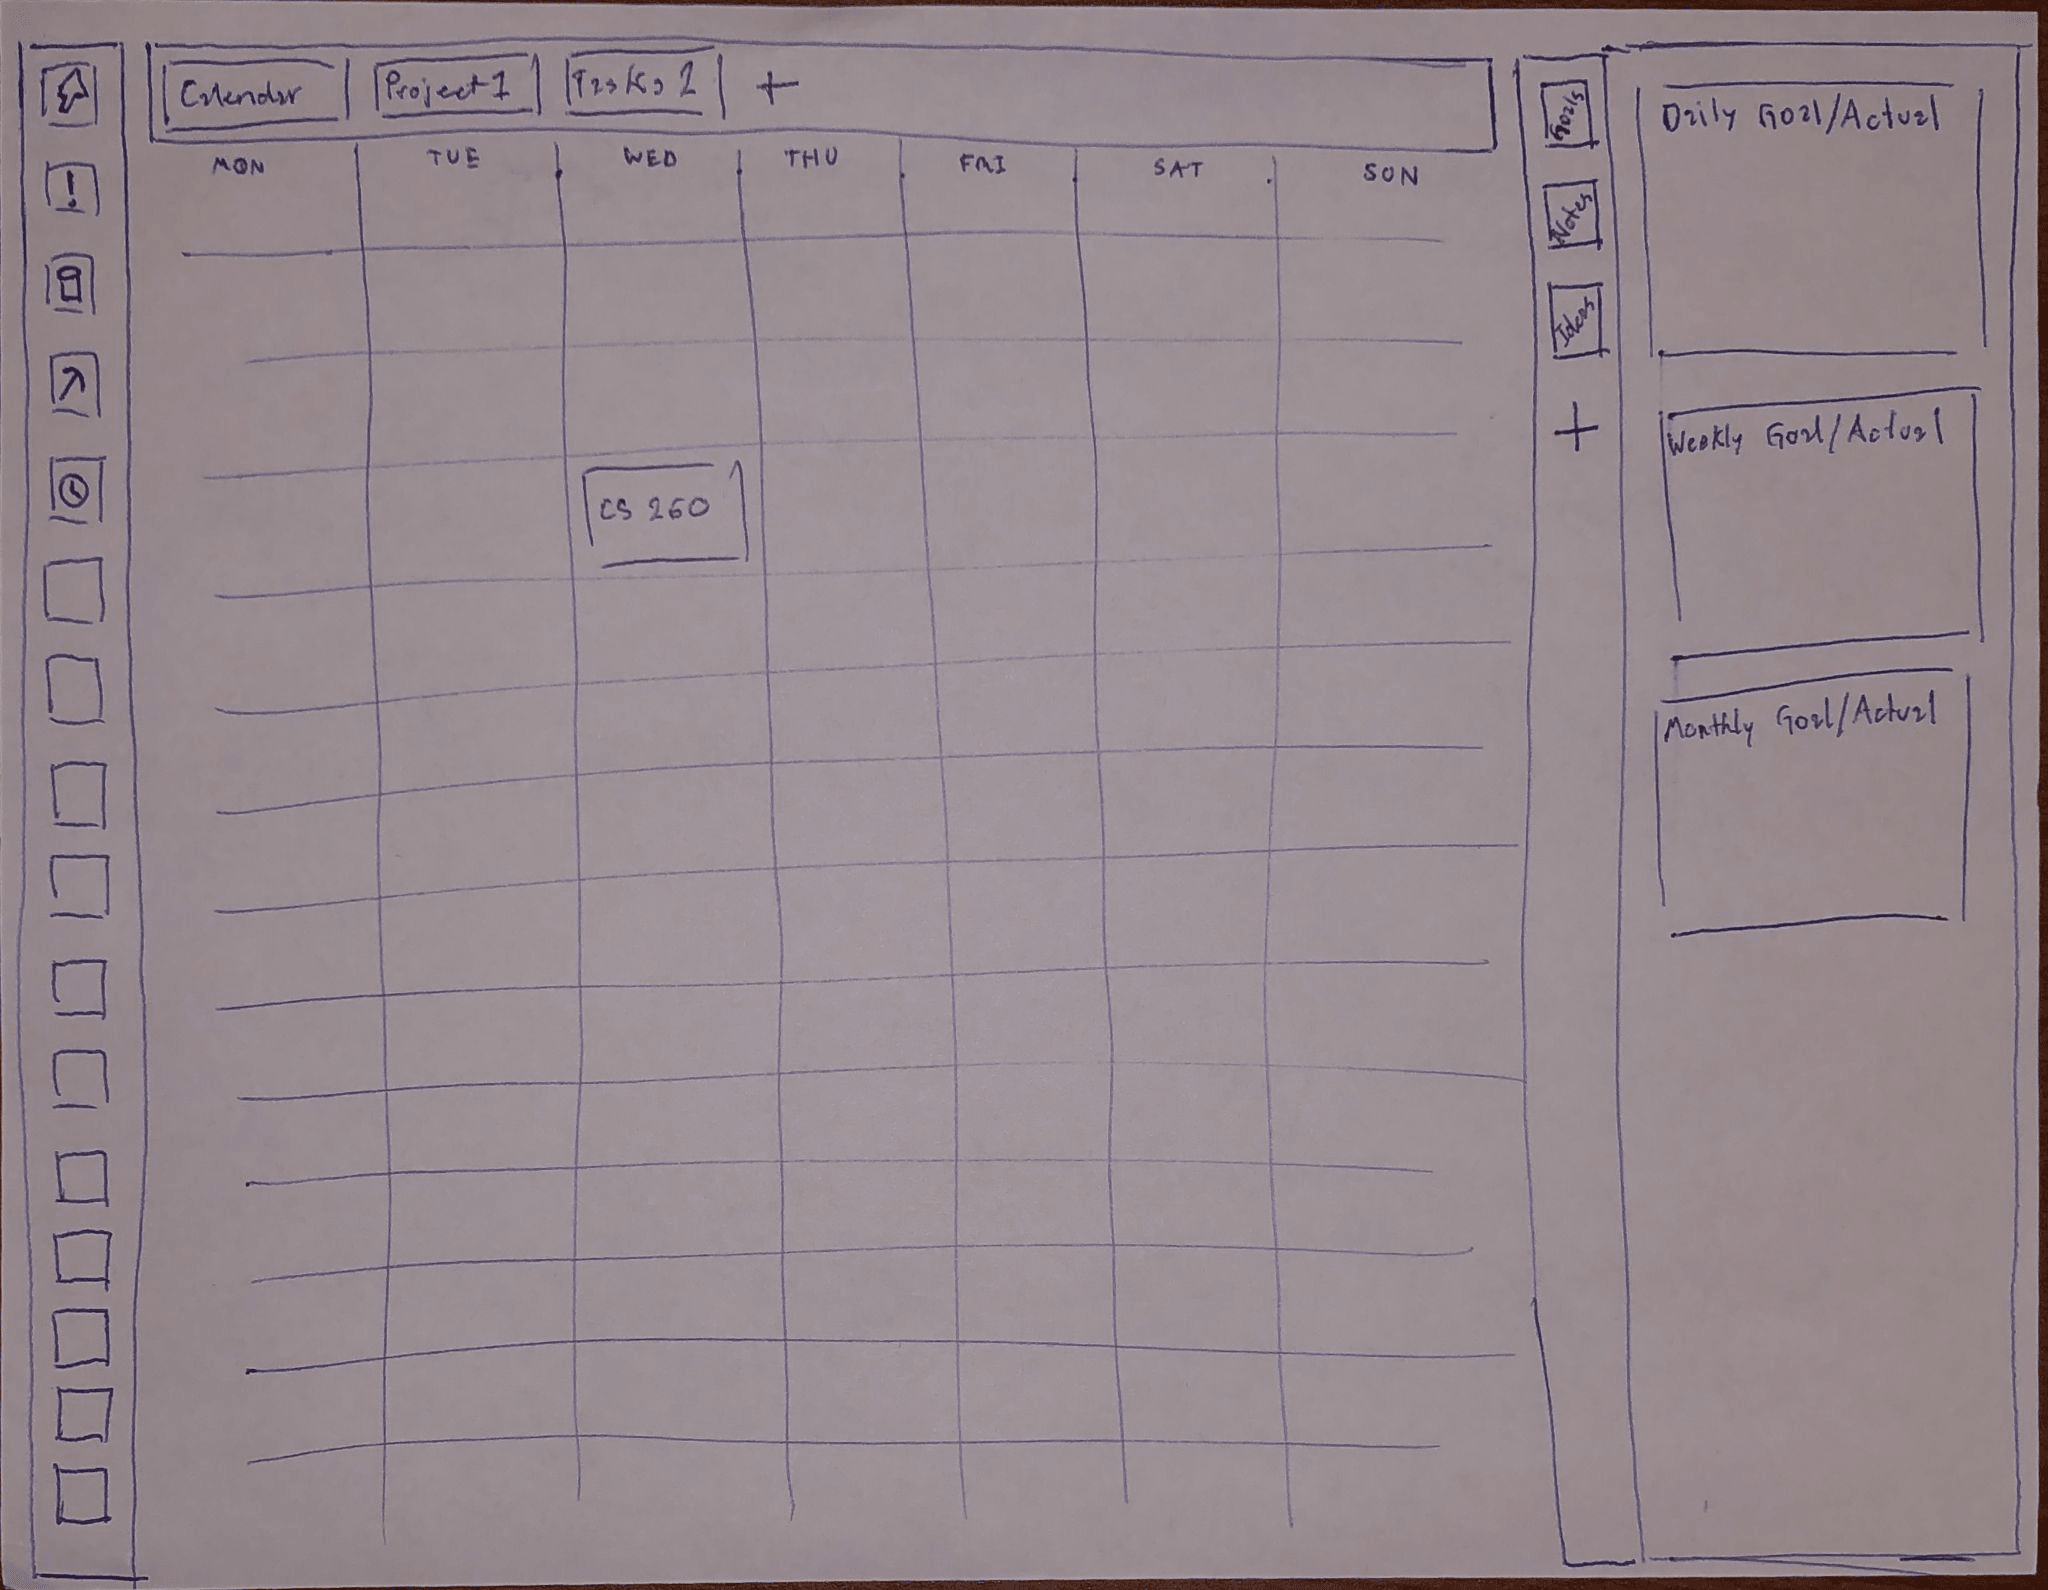 Calendar Project 1 Tasks 2 +
MON TUE WED THU FRI SAT SUN
CS 260
!
Goals
Notes
Ideas
+
Daily Goal/Actual
Weekly Goal/Actual
Monthly Goal/Actual